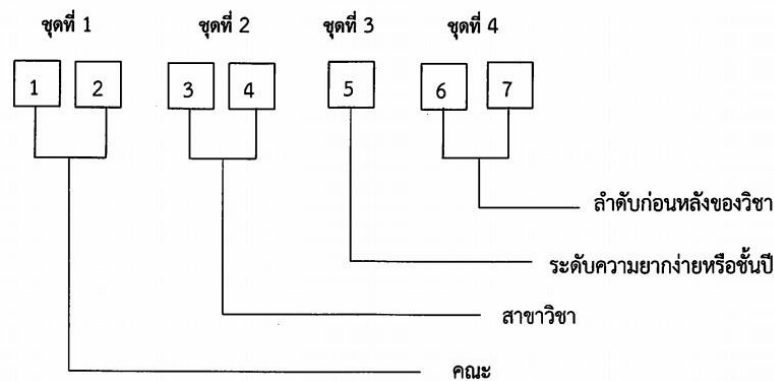 ชุดที่ 1 ชุดที่ 2 ชุดที่ 3 ชุดที่ 4
1 2 3 4 5 6 7
ลำดับก่อนหลังของวิชา
ระดับความยากง่ายหรือชั้นปี
สาขาวิชา
คณะ